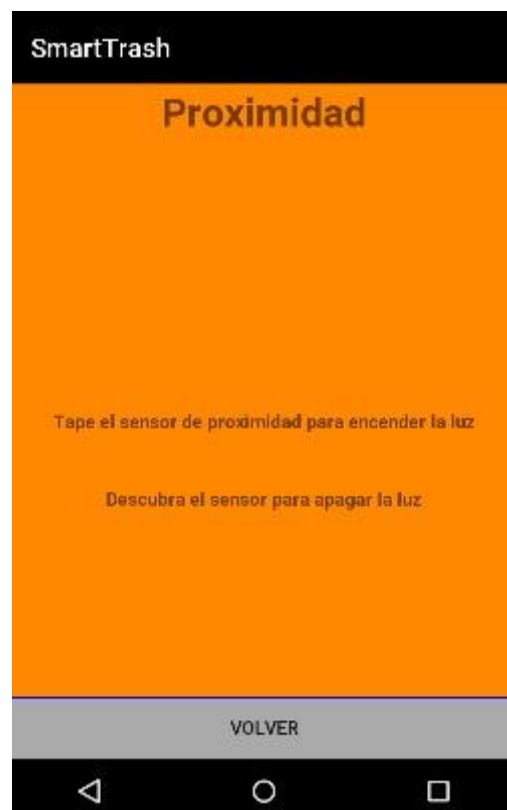 SmartTrash
Proximidad
Tape el sensor de proximidad para encender la luz
Descubra el sensor para apagar la luz
VOLVER